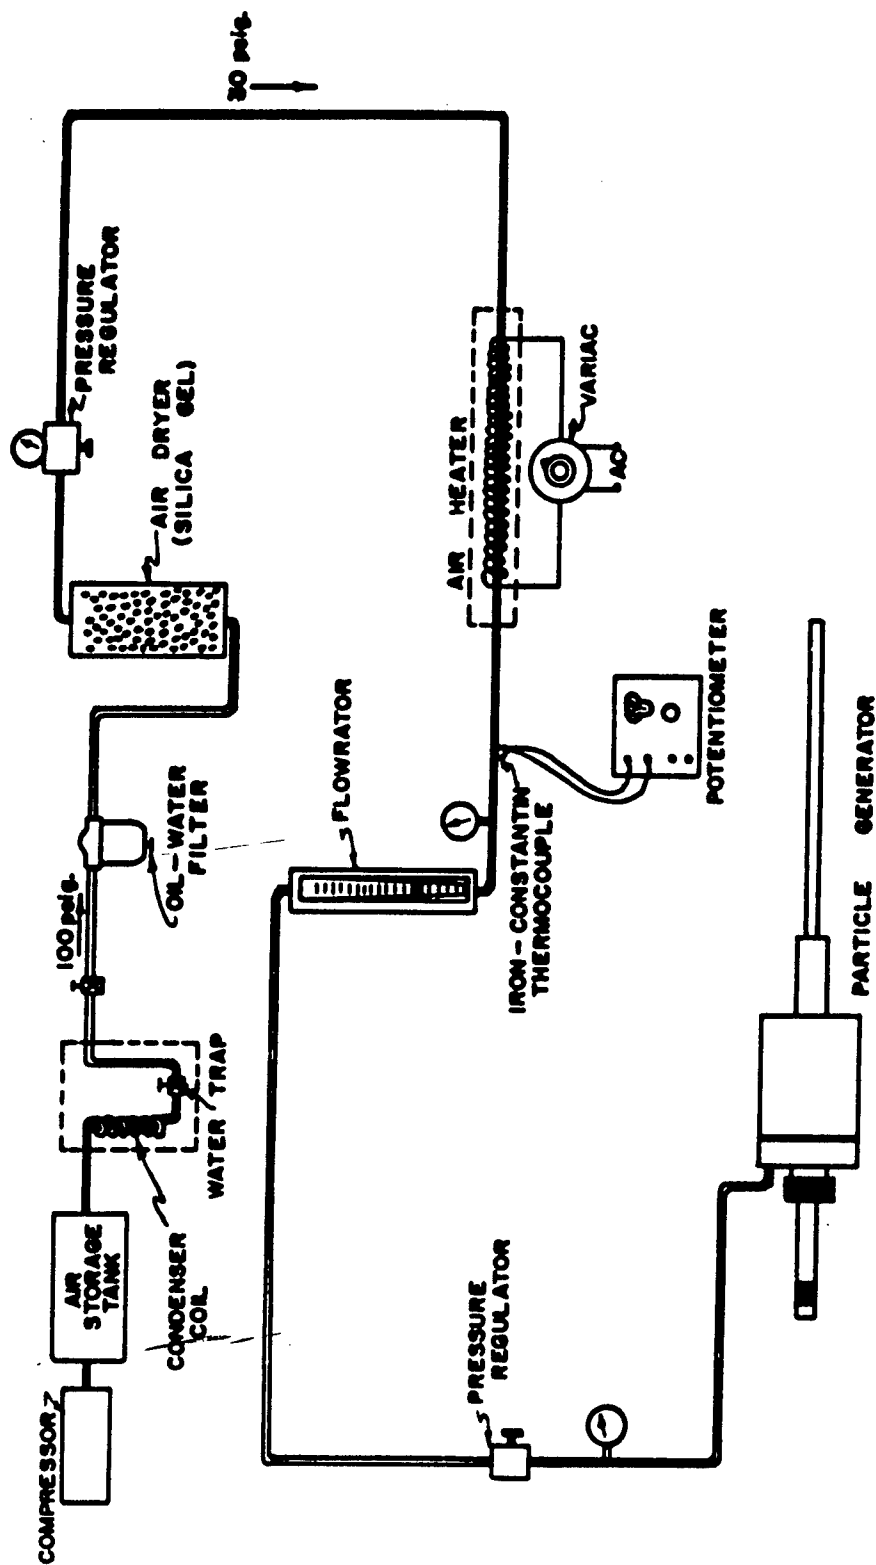 COMPRESSOR
AIR
STORAGE
TANK
CONDENSER
COIL
WATER TRAP
100 psig.
OIL-WATER
FILTER
AIR DRYER
(SILICA GEL)
PRESSURE
REGULATOR
30 psig.
AIR HEATER
VARIAC
AC
IRON-CONSTANTIN
THERMOCOUPLE
POTENTIOMETER
FLOWRATOR
PRESSURE
REGULATOR
PARTICLE GENERATOR